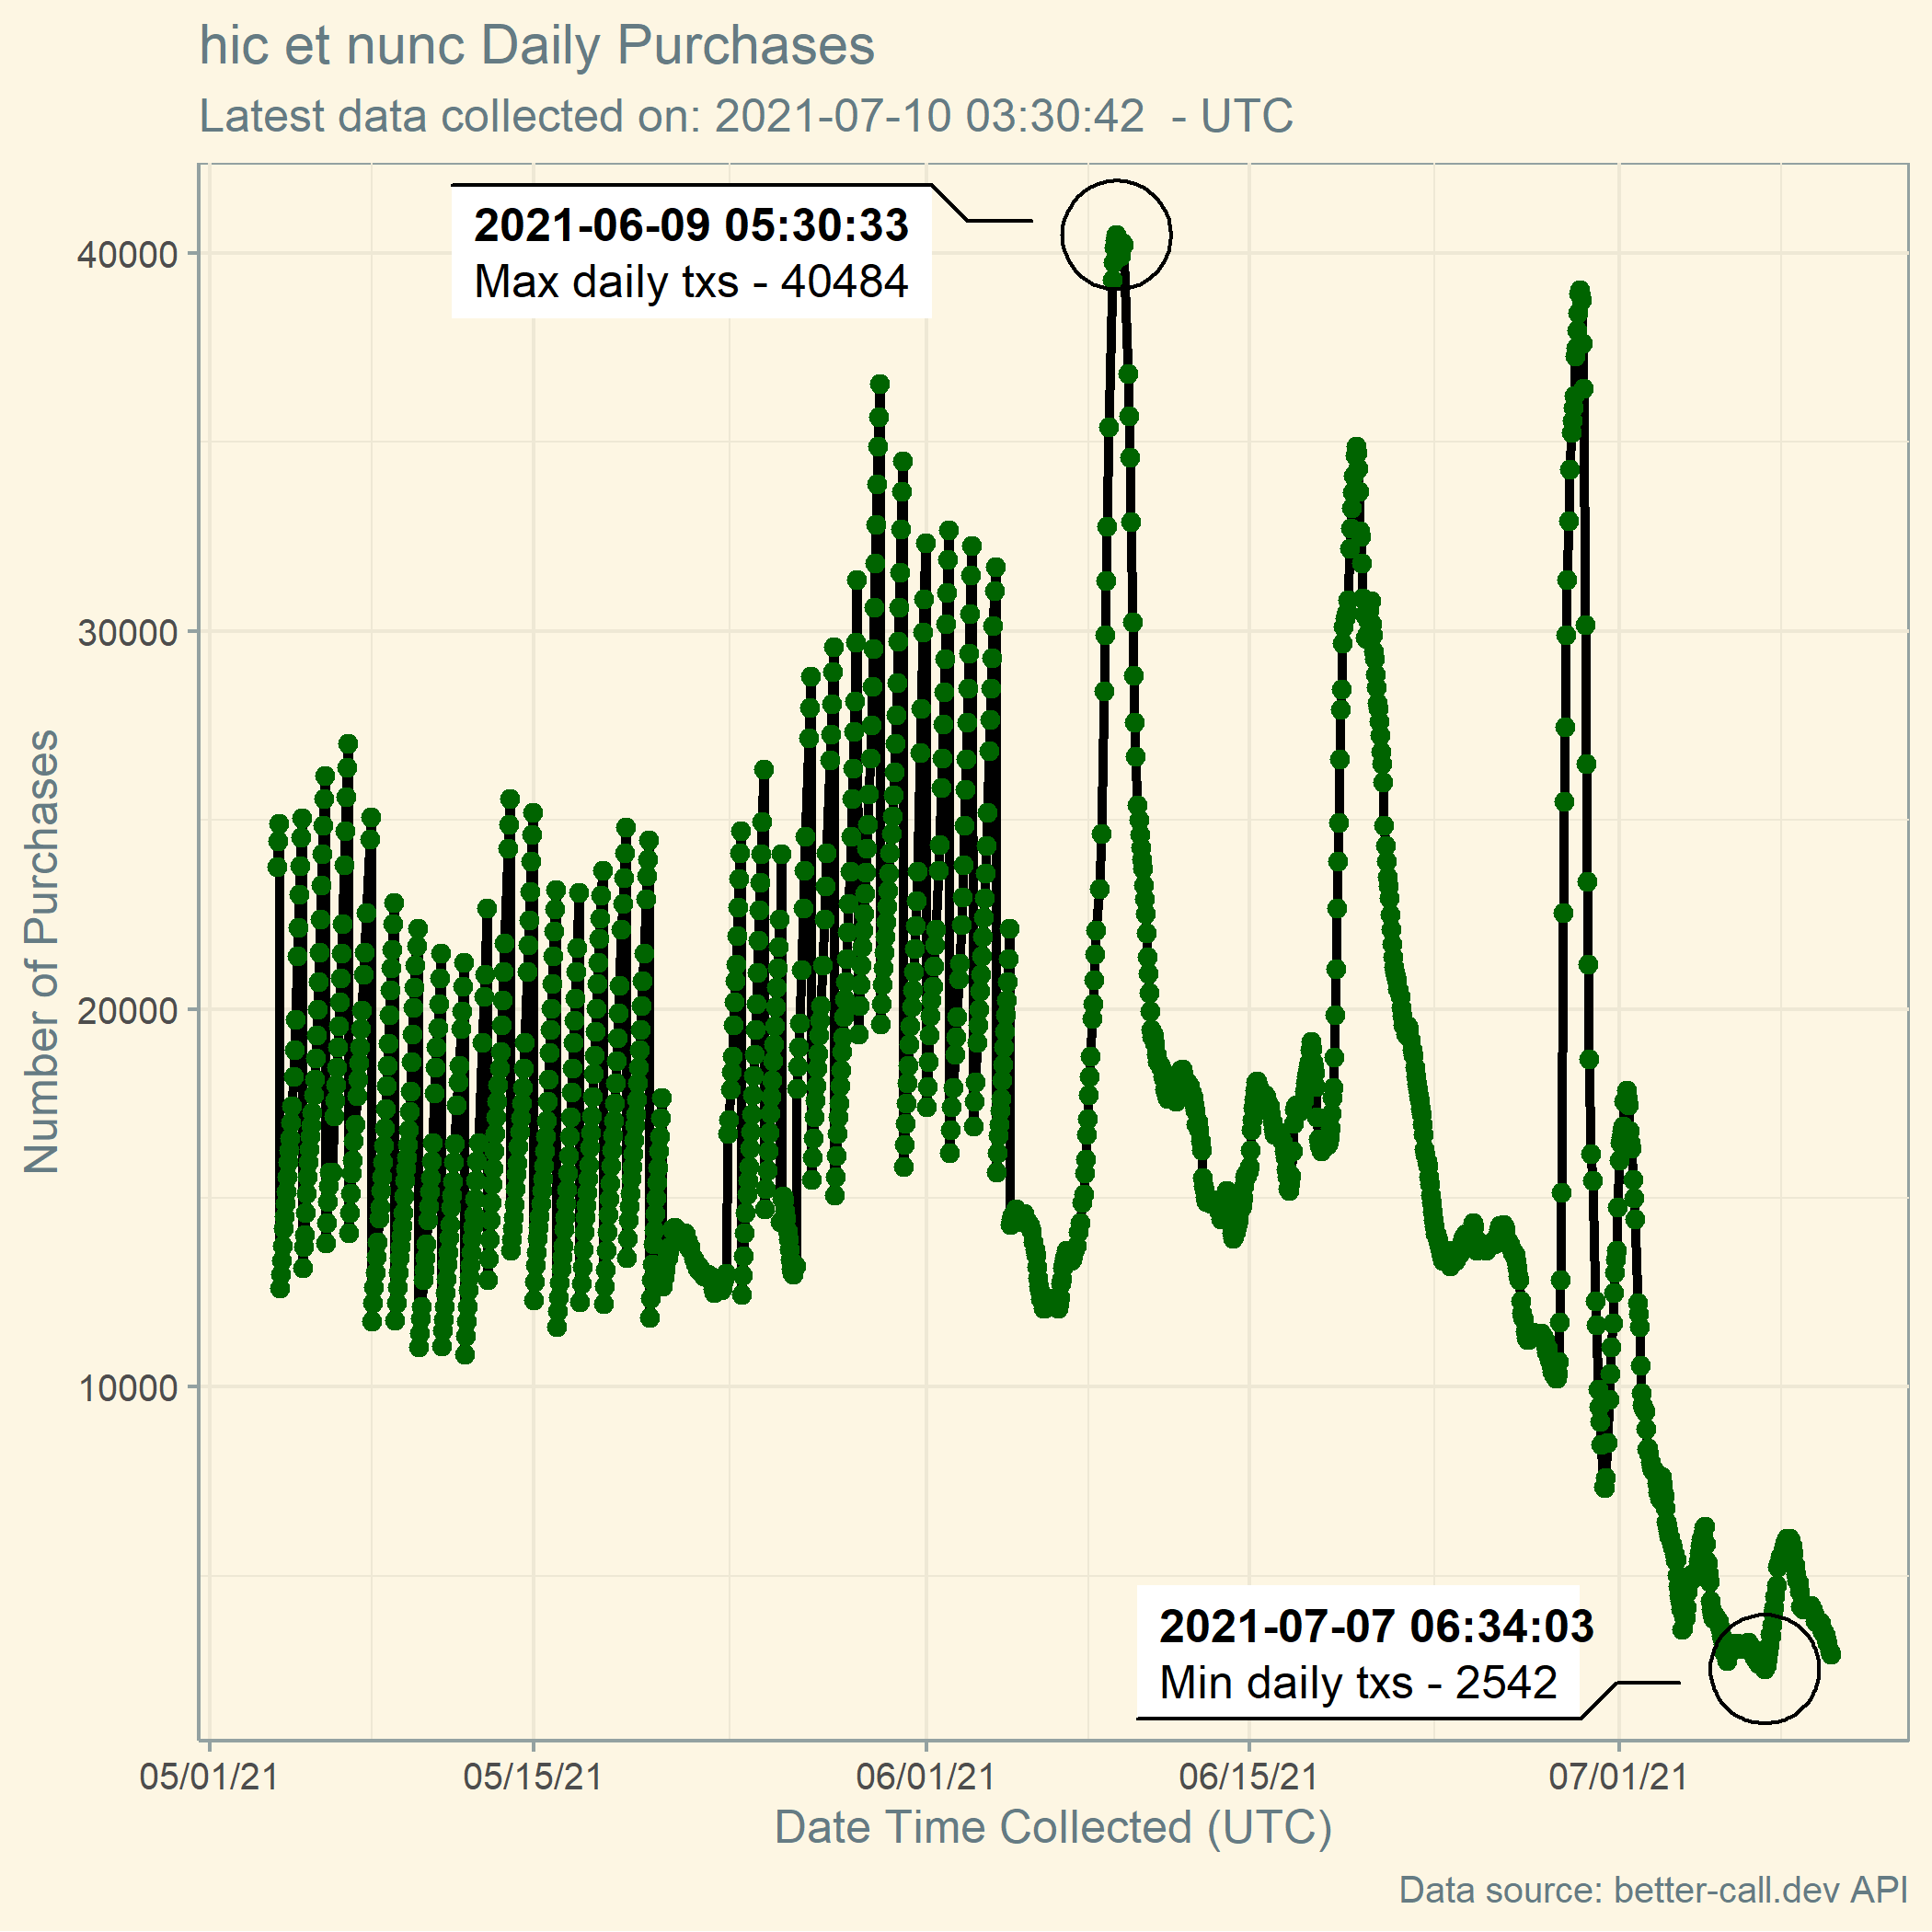 hic et nunc Daily Purchases
Latest data collected on: 2021-07-10 03:30:42  - UTC
2021-06-09 05:30:33
Max daily txs - 40484
40000
30000
20000
10000
Number of Purchases
2021-07-07 06:34:03
Min daily txs - 2542
05/01/21 05/15/21 06/01/21 06/15/21 07/01/21
Date Time Collected (UTC)
Data source: better-call.dev API